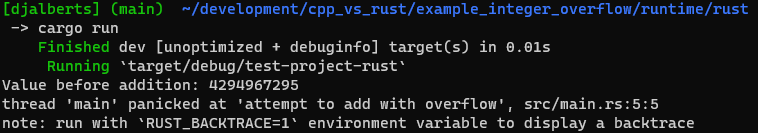 [djalberts] (main) ~/development/cpp_vs_rust/example_integer_overflow/runtime/rust
-> cargo run
Finished dev [unoptimized + debuginfo] target(s) in 0.01s
Running `target/debug/test-project-rust`
Value before addition: 4294967295
thread 'main' panicked at 'attempt to add with overflow', src/main.rs:5:5
note: run with `RUST_BACKTRACE=1` environment variable to display a backtrace